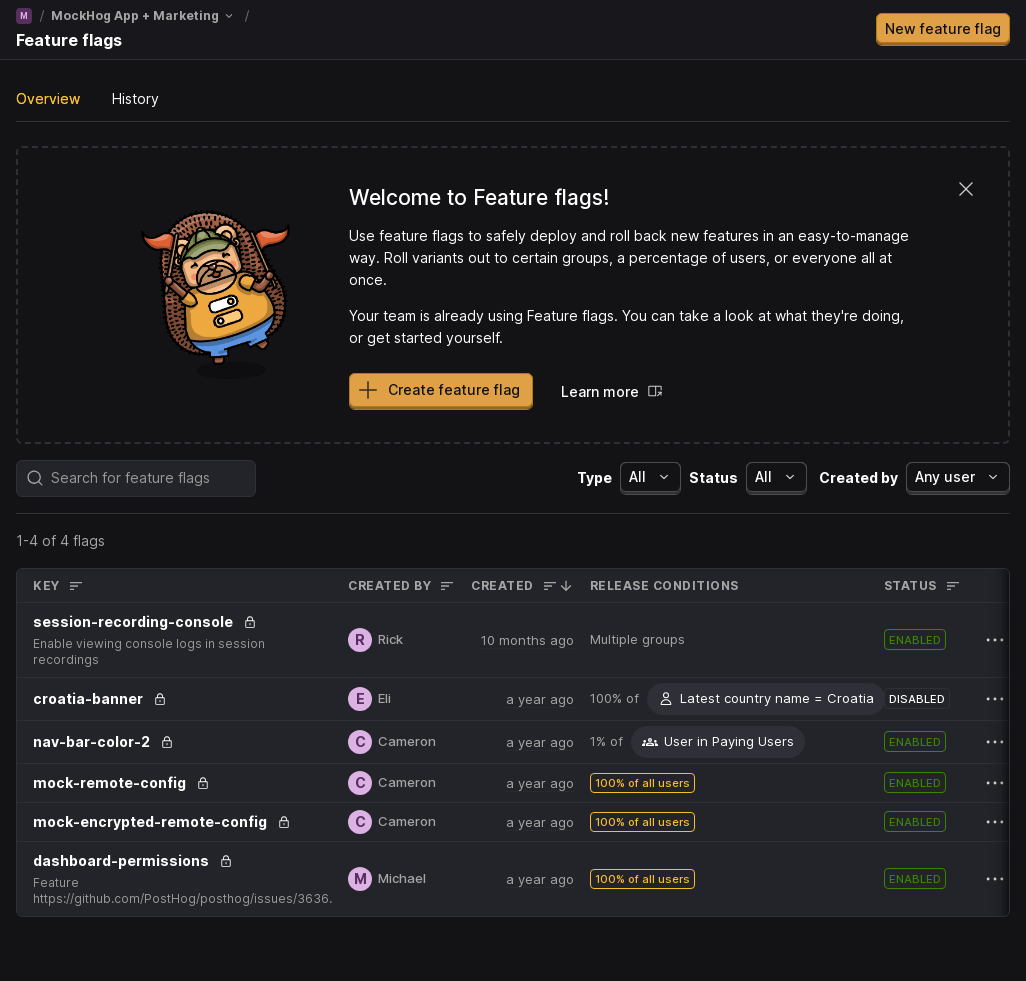 M / MockHog App + Marketing /
Feature flags
New feature flag
Overview History
Welcome to Feature flags!
Use feature flags to safely deploy and roll back new features in an easy-to-manage
way. Roll variants out to certain groups, a percentage of users, or everyone all at
once.
Your team is already using Feature flags. You can take a look at what they're doing,
or get started yourself.
Create feature flag Learn more
Search for feature flags Type All Status All Created by Any user
1-4 of 4 flags
KEY CREATED BY CREATED RELEASE CONDITIONS STATUS
session-recording-console
Enable viewing console logs in session
recordings
R Rick 10 months ago Multiple groups ENABLED
croatia-banner E Eli a year ago 100% of Latest country name = Croatia DISABLED
nav-bar-color-2 C Cameron a year ago 1% of User in Paying Users ENABLED
mock-remote-config C Cameron a year ago 100% of all users ENABLED
mock-encrypted-remote-config C Cameron a year ago 100% of all users ENABLED
dashboard-permissions
Feature
https://github.com/PostHog/posthog/issues/3636.
M Michael a year ago 100% of all users ENABLED